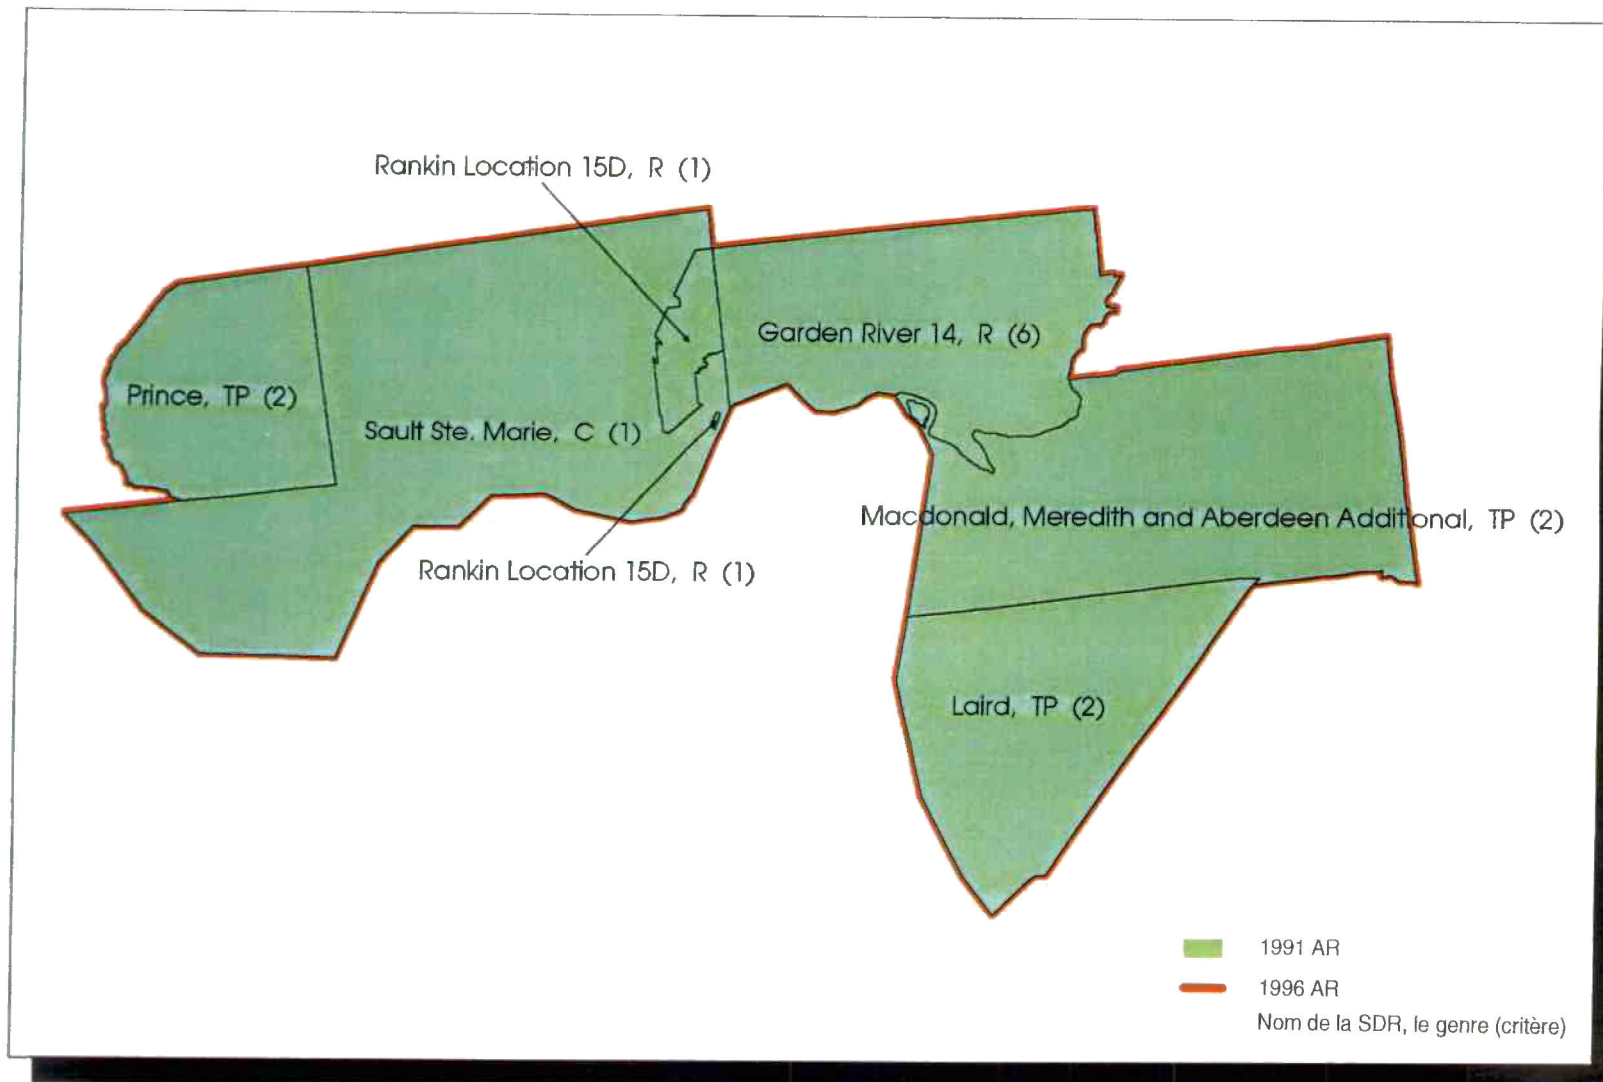 Rankin Location 15D, R (1)
Garden River 14, R (6)
Prince, TP (2)
Sault Ste. Marie, C (1)
Macdonald, Meredith and Aberdeen Additional, TP (2)
Rankin Location 15D, R (1)
Laird, TP (2)
1991 AR
1996 AR
Nom de la SDR, le genre (critère)